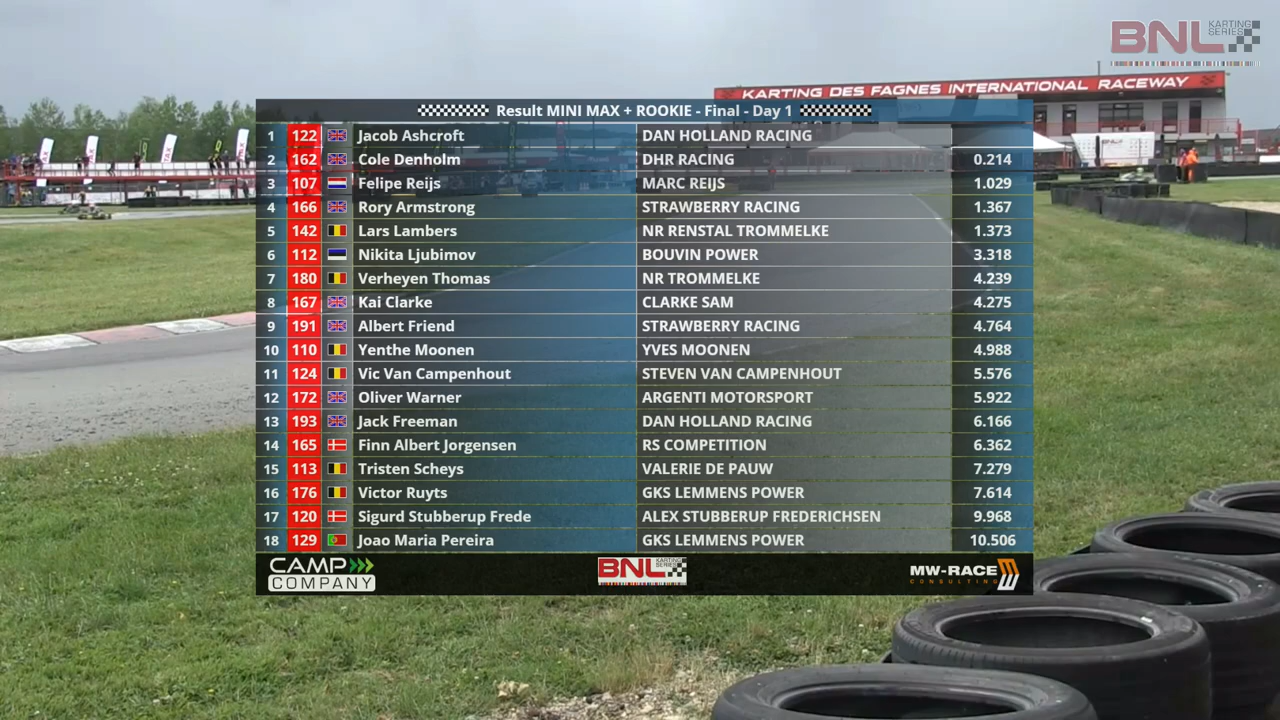 BNL KARTING SERIES
KARTING DES FAGNES INTERNATIONAL RACEWAY
Result MINI MAX + ROOKIE - Final - Day 1
1 122 Jacob Ashcroft DAN HOLLAND RACING
2 162 Cole Denholm DHR RACING 0.214
3 107 Felipe Reijs MARC REIJS 1.029
4 166 Rory Armstrong STRAWBERRY RACING 1.367
5 142 Lars Lambers NR RENSTAL TROMMELKE 1.373
6 112 Nikita Ljubimov BOUVIN POWER 3.318
7 180 Verheyen Thomas NR TROMMELKE 4.239
8 167 Kai Clarke CLARKE SAM 4.275
9 191 Albert Friend STRAWBERRY RACING 4.764
10 110 Yenthe Moonen YVES MOONEN 4.988
11 124 Vic Van Campenhout STEVEN VAN CAMPENHOUT 5.576
12 172 Oliver Warner ARGENTI MOTORSPORT 5.922
13 193 Jack Freeman DAN HOLLAND RACING 6.166
14 165 Finn Albert Jorgensen RS COMPETITION 6.362
15 113 Tristen Scheys VALERIE DE PAUW 7.279
16 176 Victor Ruyts GKS LEMMENS POWER 7.614
17 120 Sigurd Stubberup Frede ALEX STUBBERUP FREDERICHSEN 9.968
18 129 Joao Maria Pereira GKS LEMMENS POWER 10.506
CAMP COMPANY
BNL KARTING SERIES
MW-RACE CONSULTING